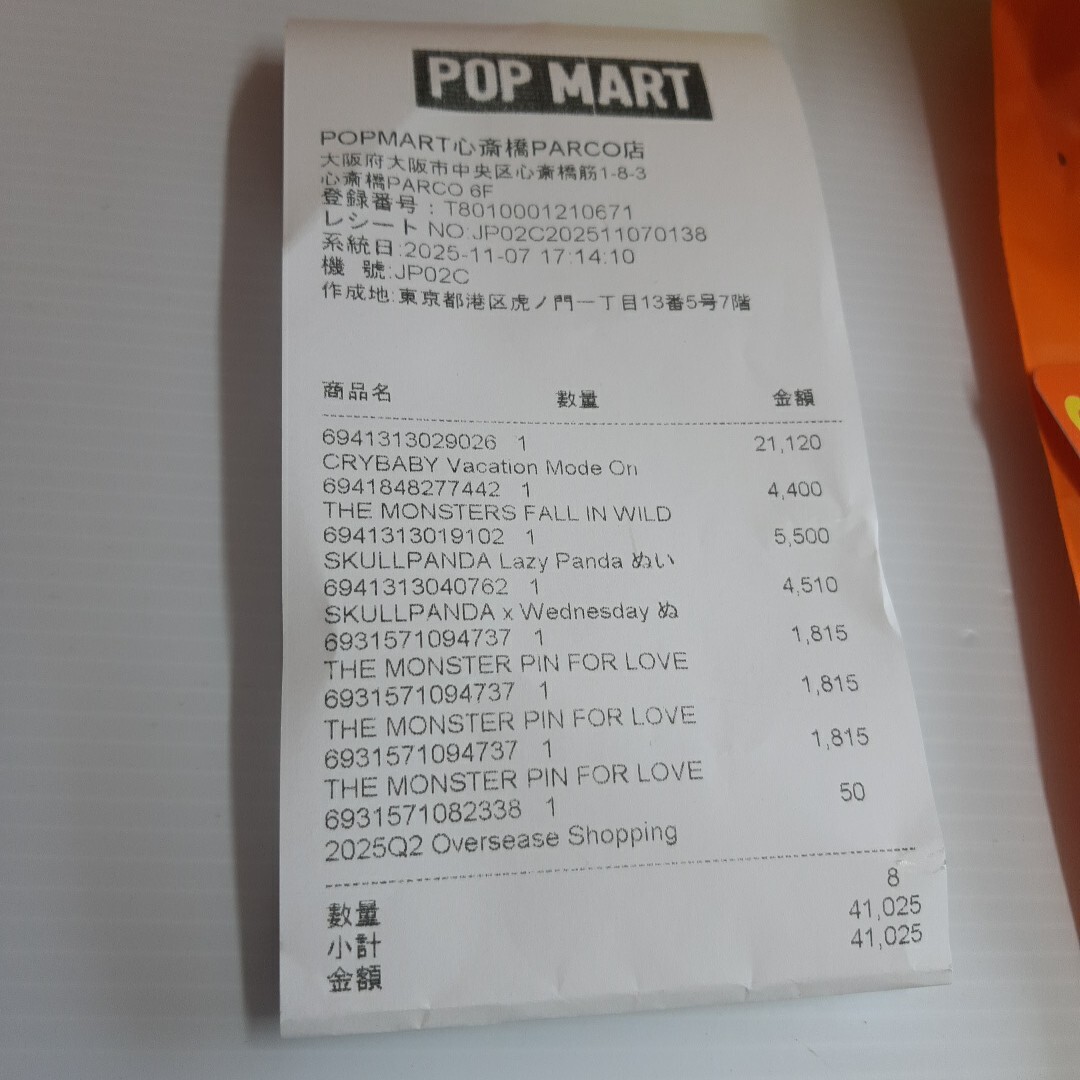 POP MART
POPMART心斎橋PARCO店
大阪府大阪市中央区心斎橋筋1-8-3
心斎橋PARCO 6F
登録番号：T8010001210671
レシート NO:JP02C202511070138
系統日:2025-11-07 17:14:10
機 號:JP02C
作成地:東京都港区虎ノ門一丁目13番5号7階
商品名 數量 金額
6941313029026 1 21,120
CRYBABY Vacation Mode On
6941848277442 1 4,400
THE MONSTERS FALL IN WILD
6941313019102 1 5,500
SKULLPANDA Lazy Panda ぬい
6941313040762 1 4,510
SKULLPANDA x Wednesday ぬ
6931571094737 1 1,815
THE MONSTER PIN FOR LOVE
6931571094737 1 1,815
THE MONSTER PIN FOR LOVE
6931571094737 1 1,815
THE MONSTER PIN FOR LOVE
6931571082338 1 50
2025Q2 Oversease Shopping
數量 8
小計 41,025
金額 41,025